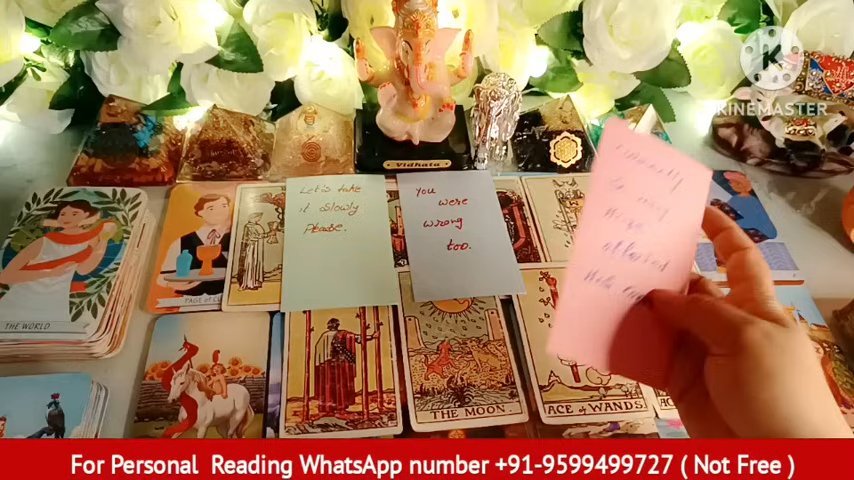 KINEMASTER
Vidhata
Let's take
it slowly
Please.
You
were
wrong
too.
THE WORLD
PAGE OF
THE MOON.
ACE of WANDS.
For Personal Reading WhatsApp number +91-9599499727 ( Not Free )